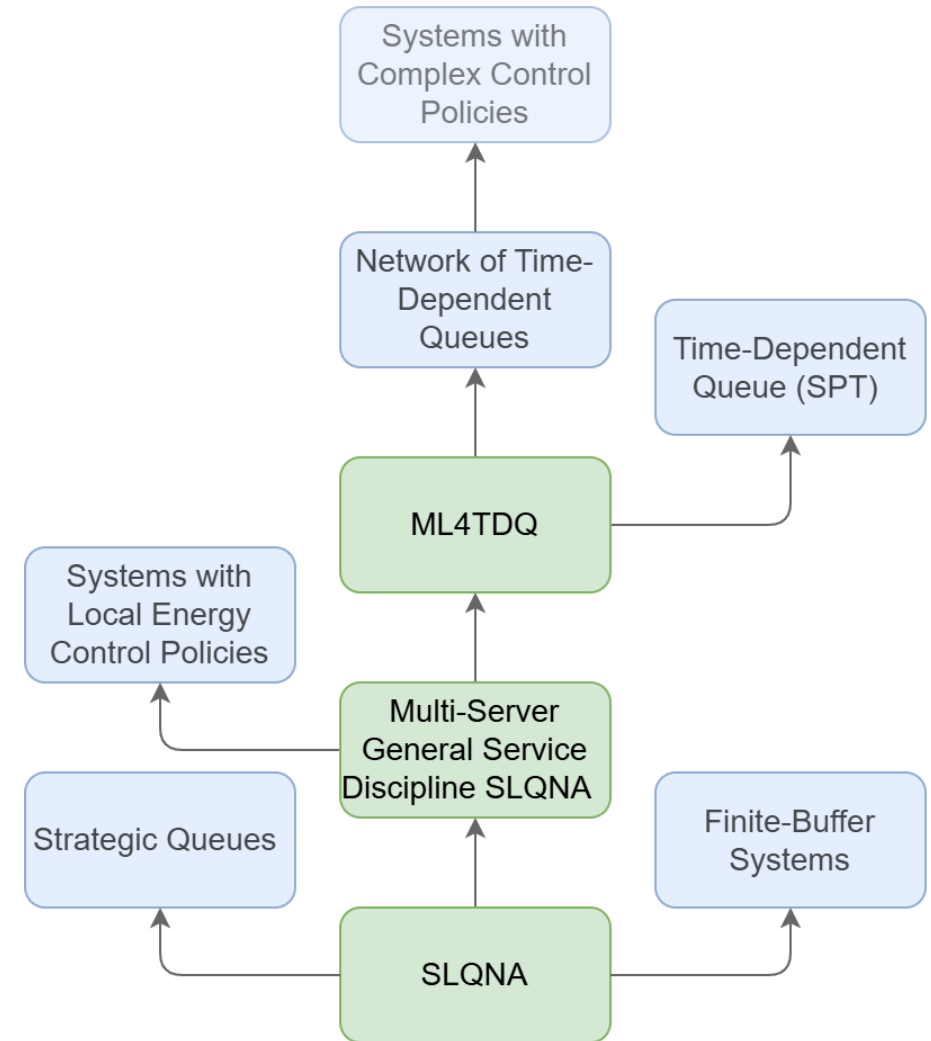 Systems with
Complex Control
Policies
Network of Time-
Dependent
Queues
Time-Dependent
Queue (SPT)
ML4TDQ
Systems with
Local Energy
Control Policies
Multi-Server
General Service
Discipline SLQNA
Strategic Queues
Finite-Buffer
Systems
SLQNA